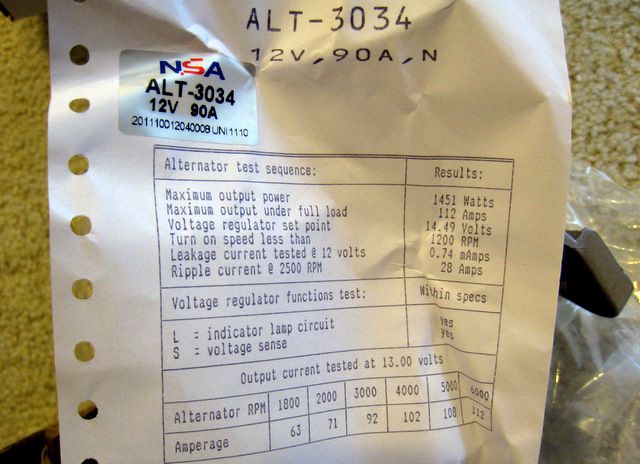 ALT-3034
12V,90A,N
NSA
ALT-3034
12V 90A
201110012040008UNI1110
Alternator test sequence: Results:
Maximum output power 1451 Watts
Maximum output under full load 112 Amps
Voltage regulator set point 14.49 Volts
Turn on speed less than 1200 RPM
Leakage current tested @ 12 volts 0.74 mAmps
Ripple current @ 2500 RPM 28 Amps
Voltage regulator functions test: Within specs
L = indicator lamp circuit yes
S = voltage sense yes
Output current tested at 13.00 volts
Alternator RPM 1800 2000 3000 4000 5000 6000
Amperage 63 71 92 102 108 112